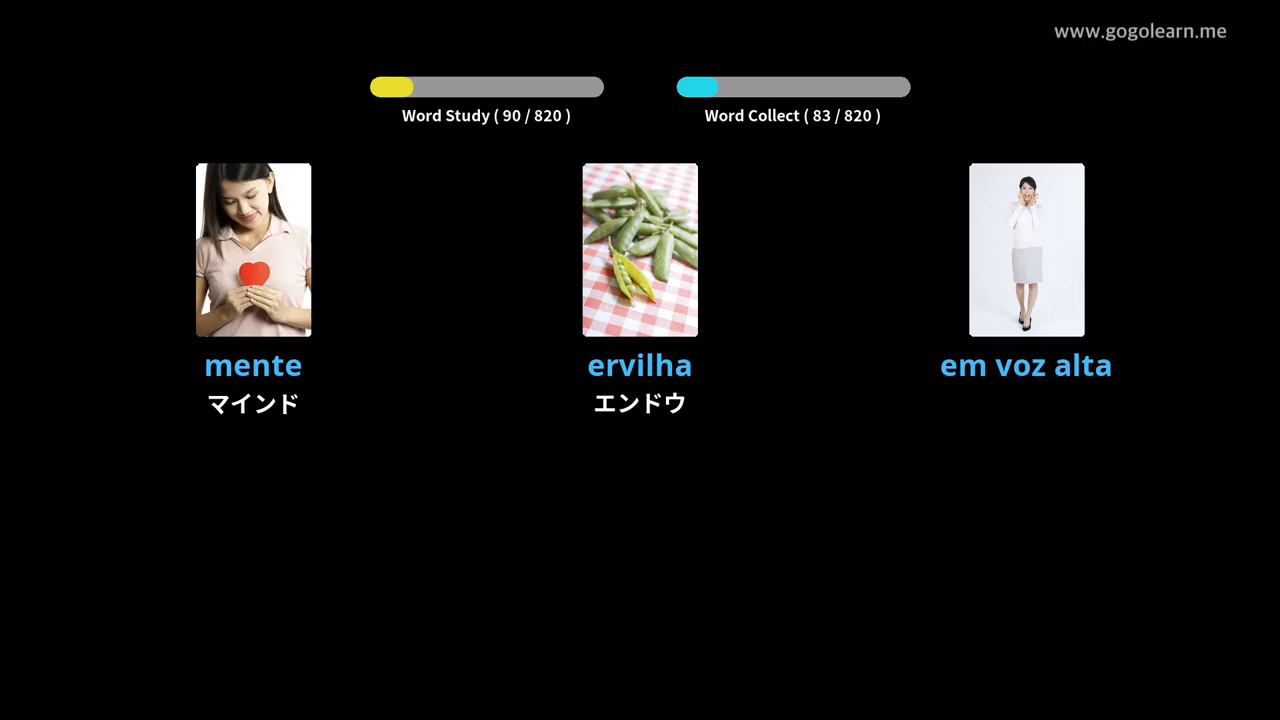 www.gogolearn.me
Word Study ( 90 / 820 )
Word Collect ( 83 / 820 )
mente
マインド
ervilha
エンドウ
em voz alta